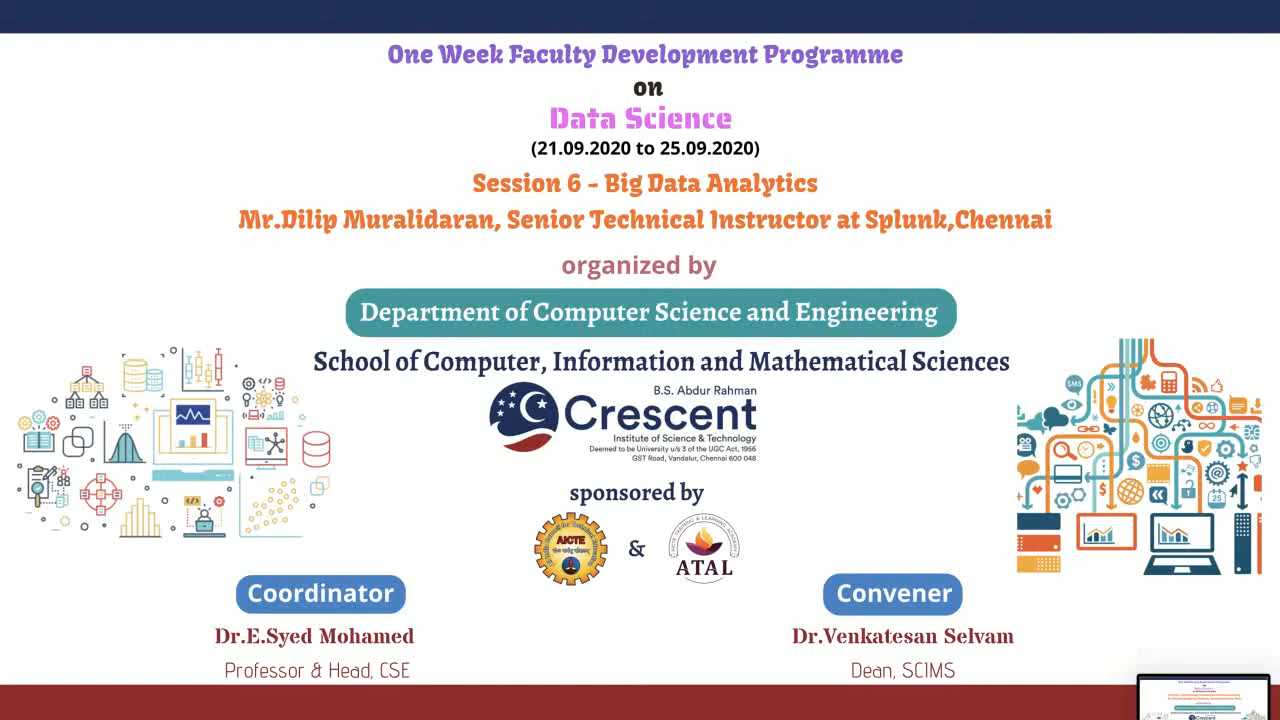 One Week Faculty Development Programme
on
Data Science
(21.09.2020 to 25.09.2020)
Session 6 - Big Data Analytics
Mr.Dilip Muralidaran, Senior Technical Instructor at Splunk,Chennai
organized by
Department of Computer Science and Engineering
School of Computer, Information and Mathematical Sciences
B.S. Abdur Rahman
Crescent
Institute of Science & Technology
Deemed to be University u/s 3 of the UGC Act, 1956
GST Road, Vandalur, Chennai 600 048
SMS
25
sponsored by
AICTE
&
ATAL
Coordinator
Convener
Dr.E.Syed Mohamed
Dr.Venkatesan Selvam
Professor & Head, CSE
Dean, SCIMS